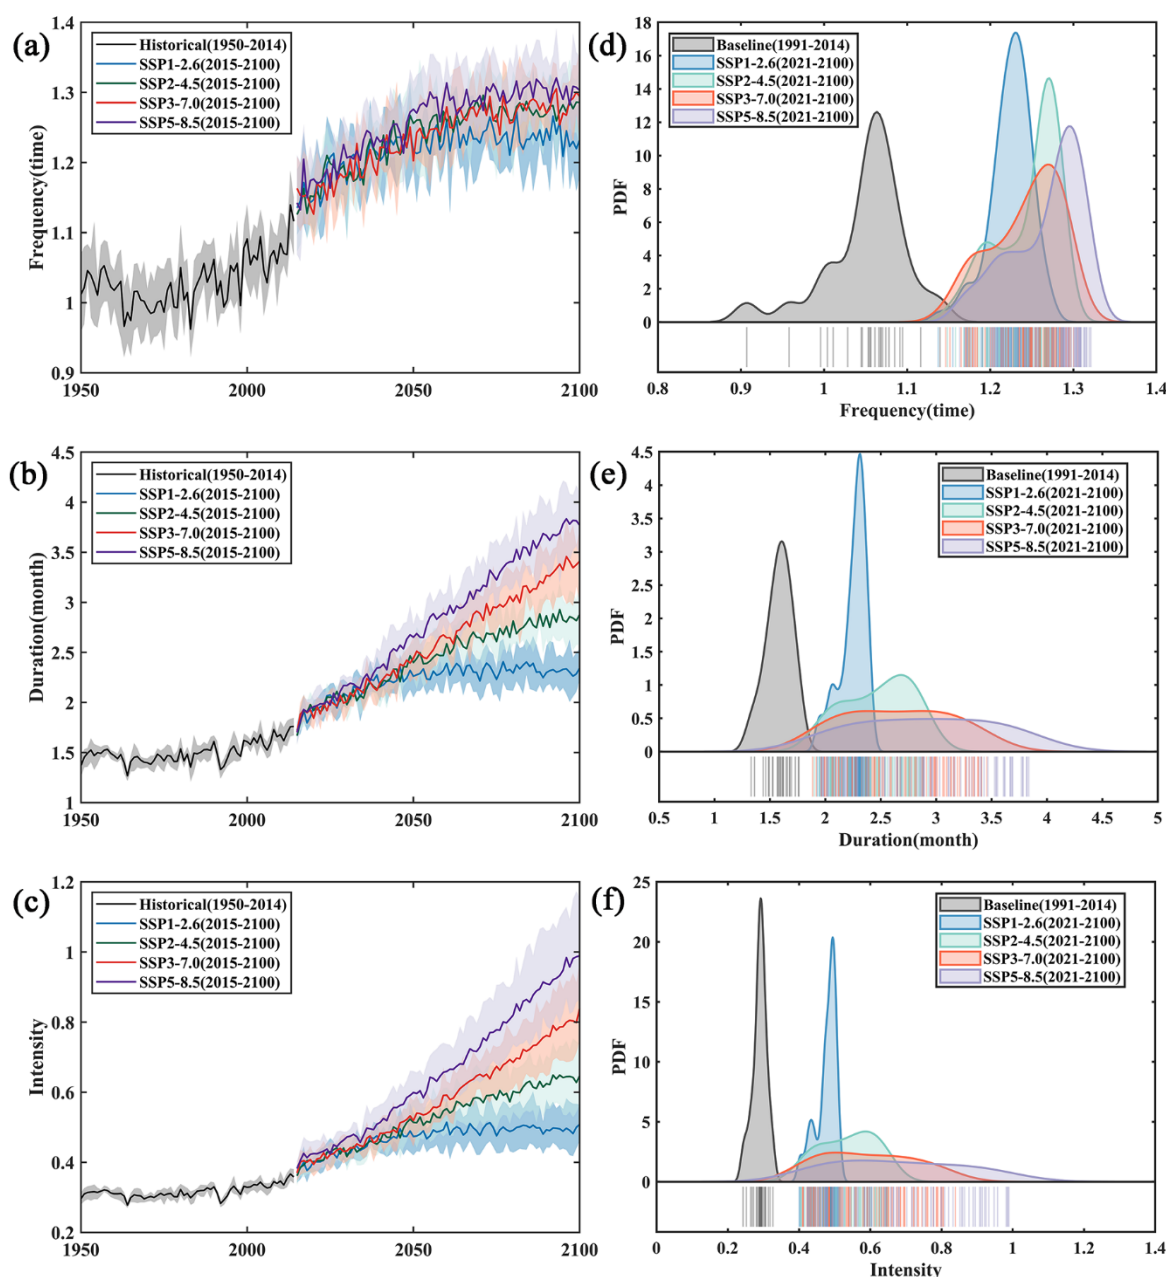 (a)
1.4
1.3
1.2
1.1
1
0.9
Frequency(time)
Historical(1950-2014)
SSP1-2.6(2015-2100)
SSP2-4.5(2015-2100)
SSP3-7.0(2015-2100)
SSP5-8.5(2015-2100)
1950
2000
2050
2100
(d)
18
16
14
12
10
8
6
4
2
0
PDF
Baseline(1991-2014)
SSP1-2.6(2021-2100)
SSP2-4.5(2021-2100)
SSP3-7.0(2021-2100)
SSP5-8.5(2021-2100)
0.8
0.9
1
1.1
1.2
1.3
1.4
Frequency(time)
(b)
4.5
4
3.5
3
2.5
2
1.5
1
Duration(month)
Historical(1950-2014)
SSP1-2.6(2015-2100)
SSP2-4.5(2015-2100)
SSP3-7.0(2015-2100)
SSP5-8.5(2015-2100)
1950
2000
2050
2100
(e)
4.5
4
3.5
3
2.5
2
1.5
1
0.5
0
PDF
Baseline(1991-2014)
SSP1-2.6(2021-2100)
SSP2-4.5(2021-2100)
SSP3-7.0(2021-2100)
SSP5-8.5(2021-2100)
0.5
1
1.5
2
2.5
3
3.5
4
4.5
5
Duration(month)
(c)
1.2
1
0.8
0.6
0.4
0.2
Intensity
Historical(1950-2014)
SSP1-2.6(2015-2100)
SSP2-4.5(2015-2100)
SSP3-7.0(2015-2100)
SSP5-8.5(2015-2100)
1950
2000
2050
2100
(f)
25
20
15
10
5
0
PDF
Baseline(1991-2014)
SSP1-2.6(2021-2100)
SSP2-4.5(2021-2100)
SSP3-7.0(2021-2100)
SSP5-8.5(2021-2100)
0
0.2
0.4
0.6
0.8
1
1.2
1.4
Intensity